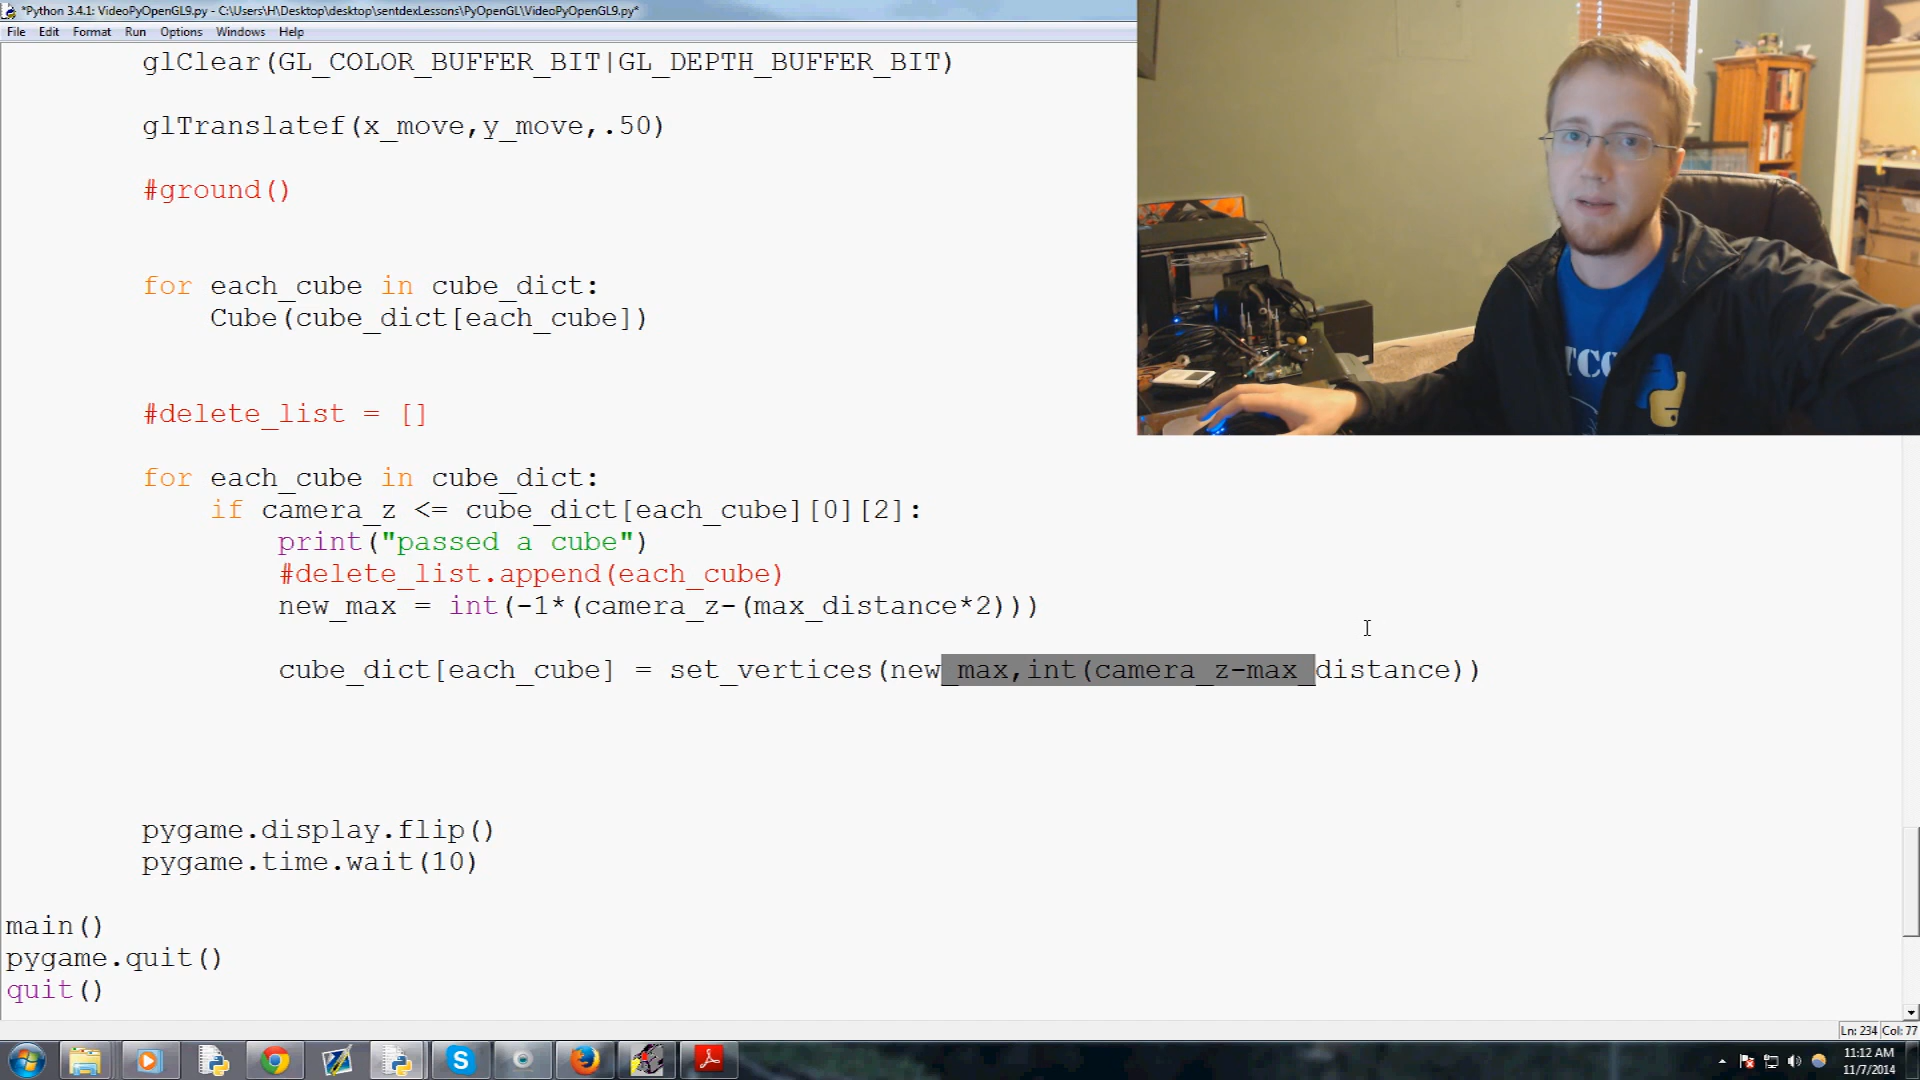 *Python 3.4.1: VideoPyOpenGL9.py - C:\Users\H\Desktop\desktop\sentdexLessons\PyOpenGL\VideoPyOpenGL9.py*
File Edit Format Run Options Windows Help
glClear(GL_COLOR_BUFFER_BIT|GL_DEPTH_BUFFER_BIT)
glTranslatef(x_move,y_move,.50)
#ground()
for each_cube in cube_dict:
Cube(cube_dict[each_cube])
#delete_list = []
for each_cube in cube_dict:
if camera_z <= cube_dict[each_cube][0][2]:
print("passed a cube")
#delete_list.append(each_cube)
new_max = int(-1*(camera_z-(max_distance*2)))
cube_dict[each_cube] = set_vertices(new_max,int(camera_z-max_distance))
pygame.display.flip()
pygame.time.wait(10)
main()
pygame.quit()
quit()
Ln: 234 Col: 77
11:12 AM
11/7/2014